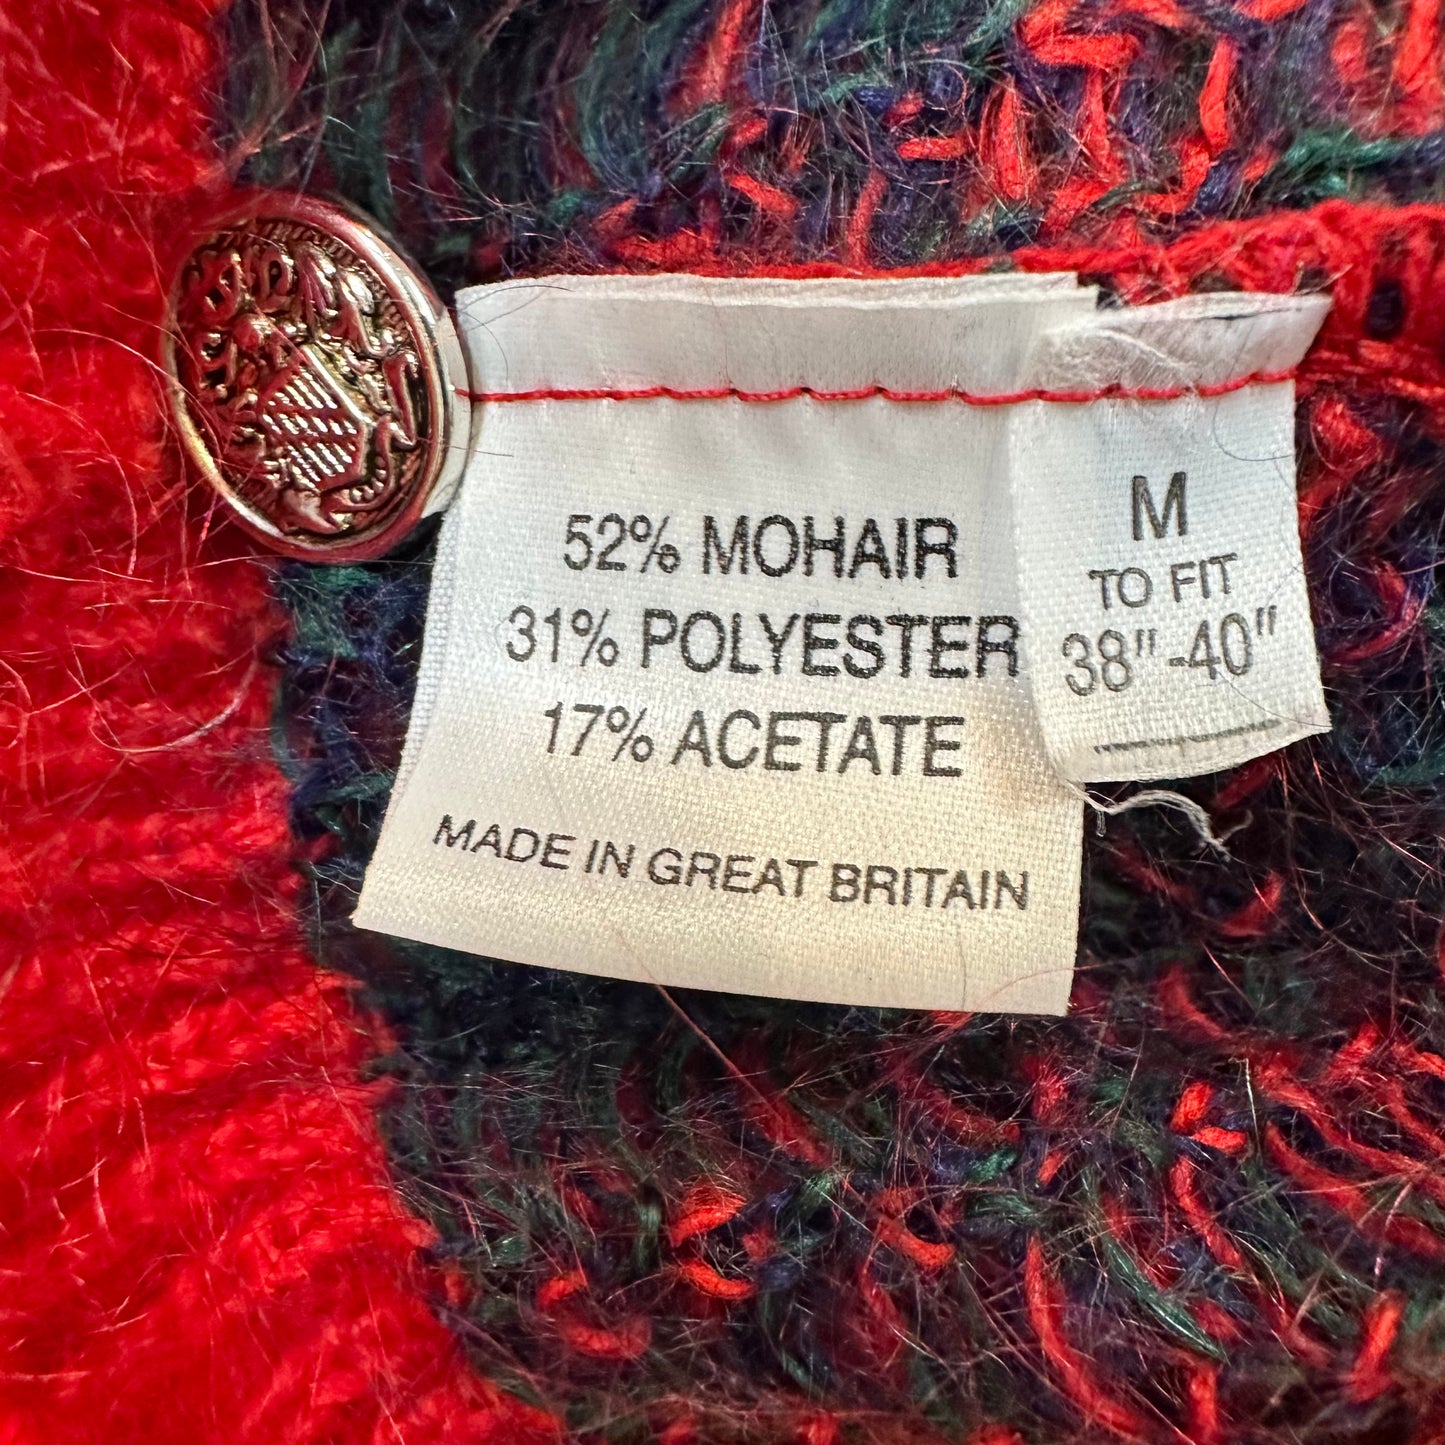 52% MOHAIR
31% POLYESTER
17% ACETATE
MADE IN GREAT BRITAIN
M
TO FIT
38"-40"